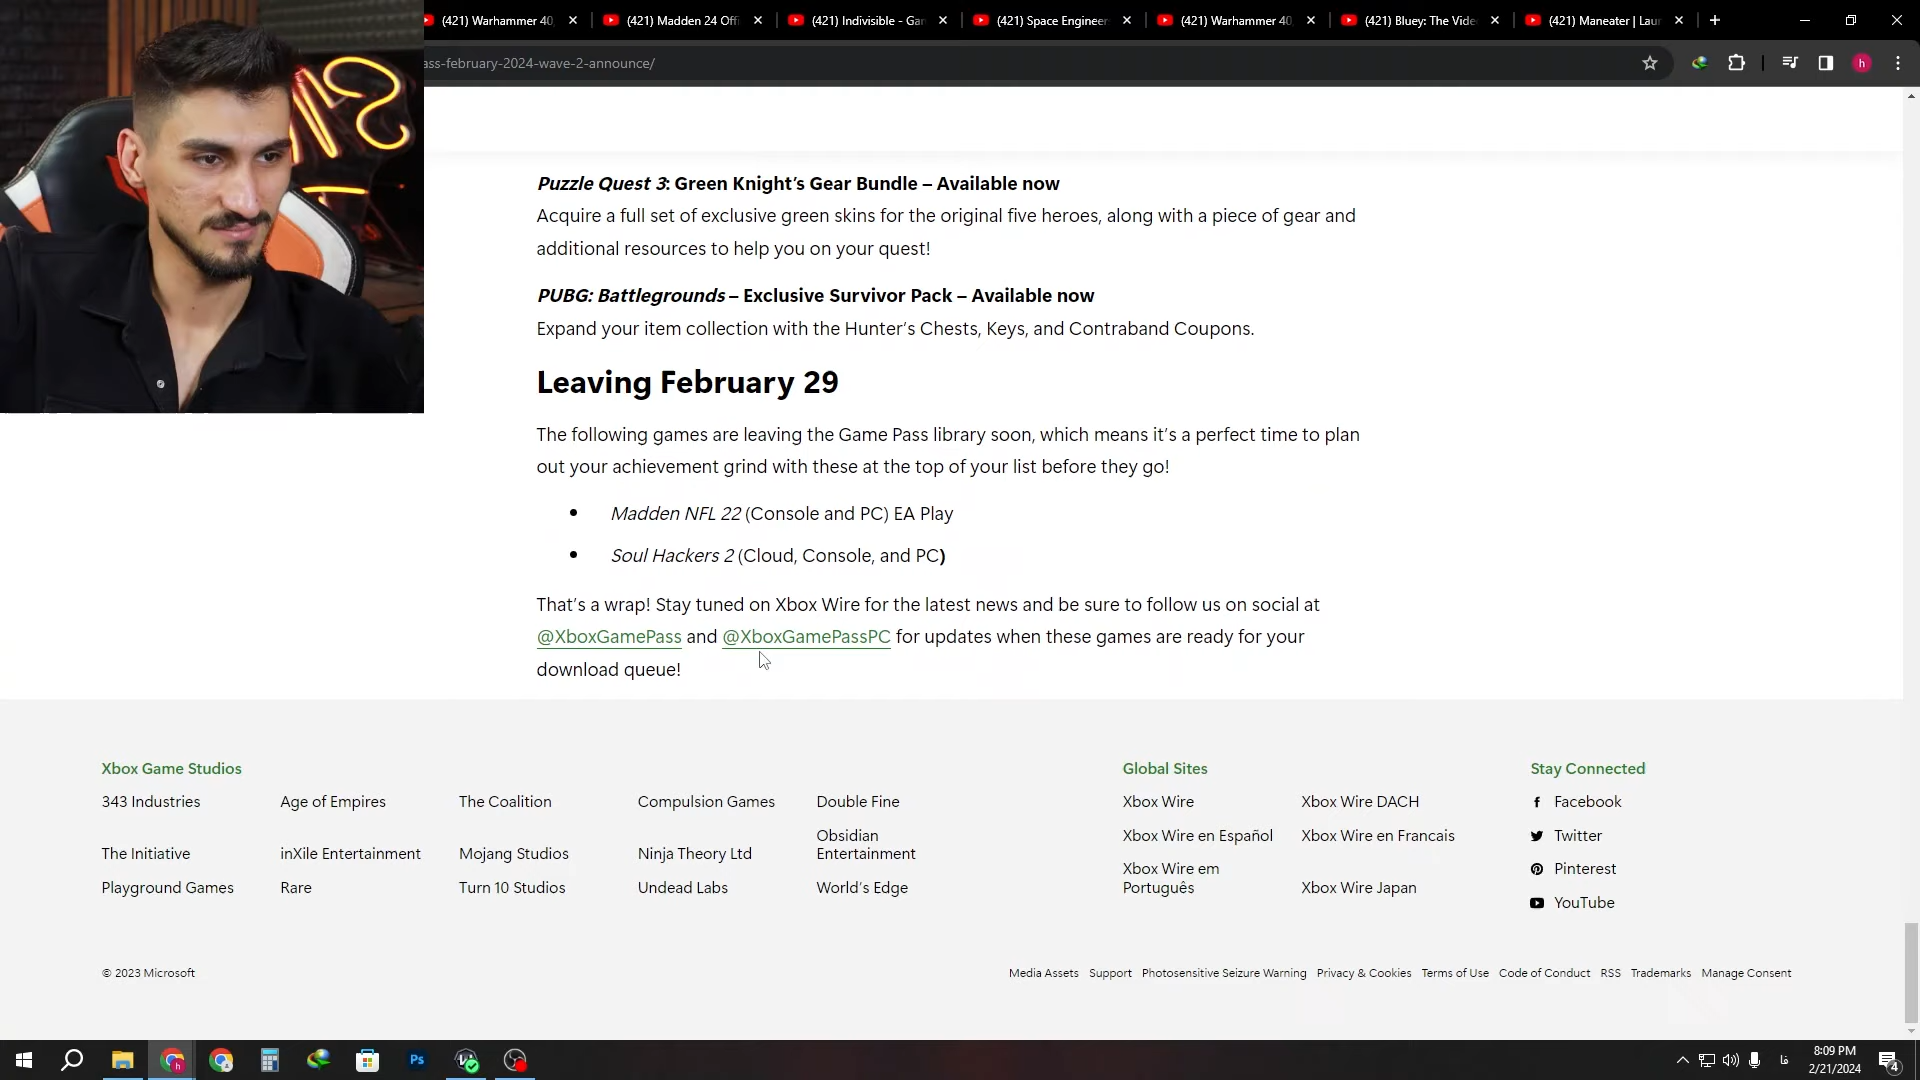 (421) Warhammer 40,
(421) Madden 24 Offi
(421) Indivisible - Gan
(421) Space Engineer
(421) Warhammer 40,
(421) Bluey: The Vide
(421) Maneater | Laun
ass-february-2024-wave-2-announce/
h
Puzzle Quest 3: Green Knight’s Gear Bundle – Available now
Acquire a full set of exclusive green skins for the original five heroes, along with a piece of gear and
additional resources to help you on your quest!
PUBG: Battlegrounds – Exclusive Survivor Pack – Available now
Expand your item collection with the Hunter’s Chests, Keys, and Contraband Coupons.
Leaving February 29
The following games are leaving the Game Pass library soon, which means it’s a perfect time to plan
out your achievement grind with these at the top of your list before they go!
• Madden NFL 22 (Console and PC) EA Play
• Soul Hackers 2 (Cloud, Console, and PC)
That’s a wrap! Stay tuned on Xbox Wire for the latest news and be sure to follow us on social at
@XboxGamePass and @XboxGamePassPC for updates when these games are ready for your
download queue!
Xbox Game Studios
343 Industries
Age of Empires
The Coalition
Compulsion Games
Double Fine
The Initiative
inXile Entertainment
Mojang Studios
Ninja Theory Ltd
Obsidian
Entertainment
Playground Games
Rare
Turn 10 Studios
Undead Labs
World’s Edge
Global Sites
Xbox Wire
Xbox Wire DACH
Xbox Wire en Español
Xbox Wire en Francais
Xbox Wire em
Português
Xbox Wire Japan
Stay Connected
Facebook
Twitter
Pinterest
YouTube
© 2023 Microsoft
Media Assets Support Photosensitive Seizure Warning Privacy & Cookies Terms of Use Code of Conduct RSS Trademarks Manage Consent
Ps
فا
8:09 PM
2/21/2024
4